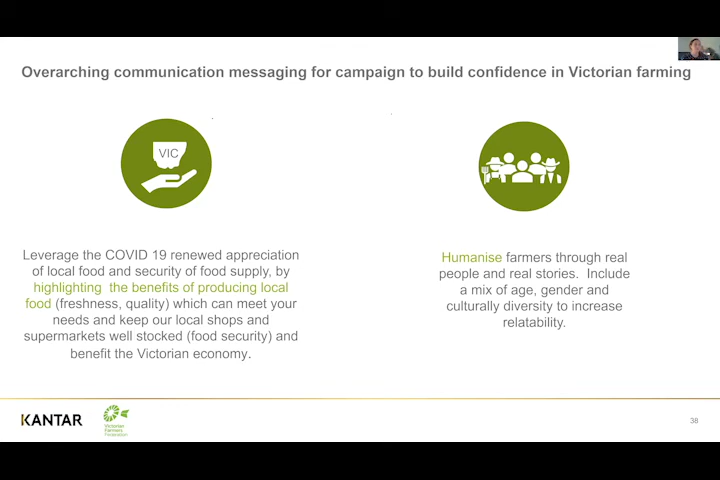 Overarching communication messaging for campaign to build confidence in Victorian farming
VIC
Leverage the COVID 19 renewed appreciation
of local food and security of food supply, by
highlighting the benefits of producing local
food (freshness, quality) which can meet your
needs and keep our local shops and
supermarkets well stocked (food security) and
benefit the Victorian economy.
Humanise farmers through real
people and real stories. Include
a mix of age, gender and
culturally diversity to increase
relatability.
KANTAR
Victorian
Farmers
Federation
38